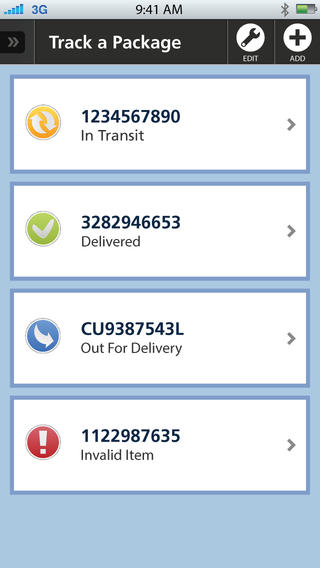 3G 9:41 AM
Track a Package
EDIT ADD
1234567890
In Transit
3282946653
Delivered
CU9387543L
Out For Delivery
1122987635
Invalid Item